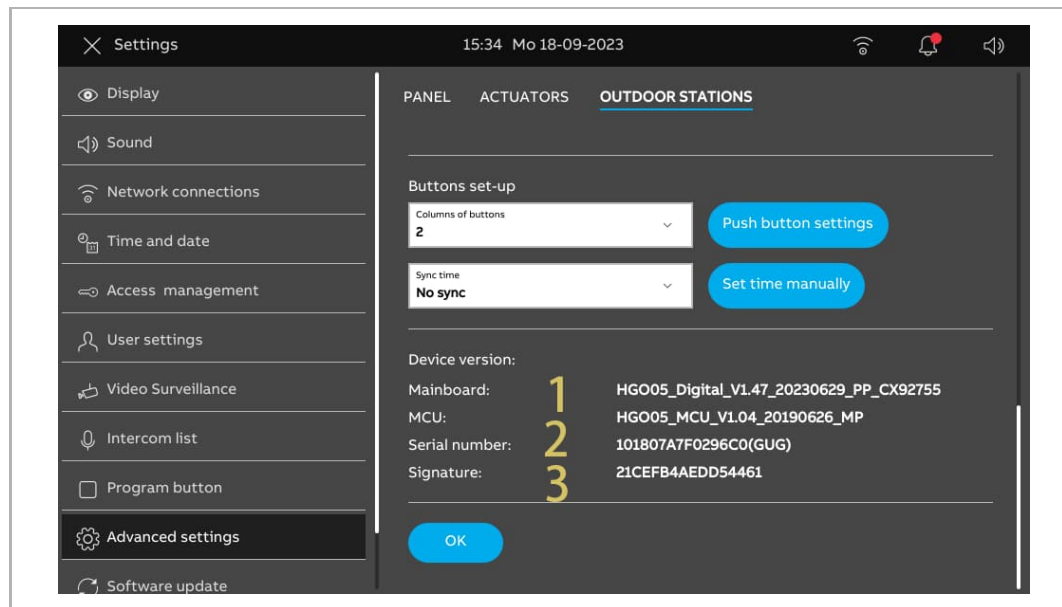 Settings
15:34 Mo 18-09-2023
Display
Sound
Network connections
Time and date
Access management
User settings
Video Surveillance
Intercom list
Program button
Advanced settings
Software update
PANEL ACTUATORS OUTDOOR STATIONS
Buttons set-up
Columns of buttons
2
Push button settings
Sync time
No sync
Set time manually
Device version:
Mainboard: 1 HGO05_Digital_V1.47_20230629_PP_CX92755
MCU: HGO05_MCU_V1.04_20190626_MP
Serial number: 2 101807A7F0296C0(GUG)
Signature: 3 21CEFB4AEDD54461
OK